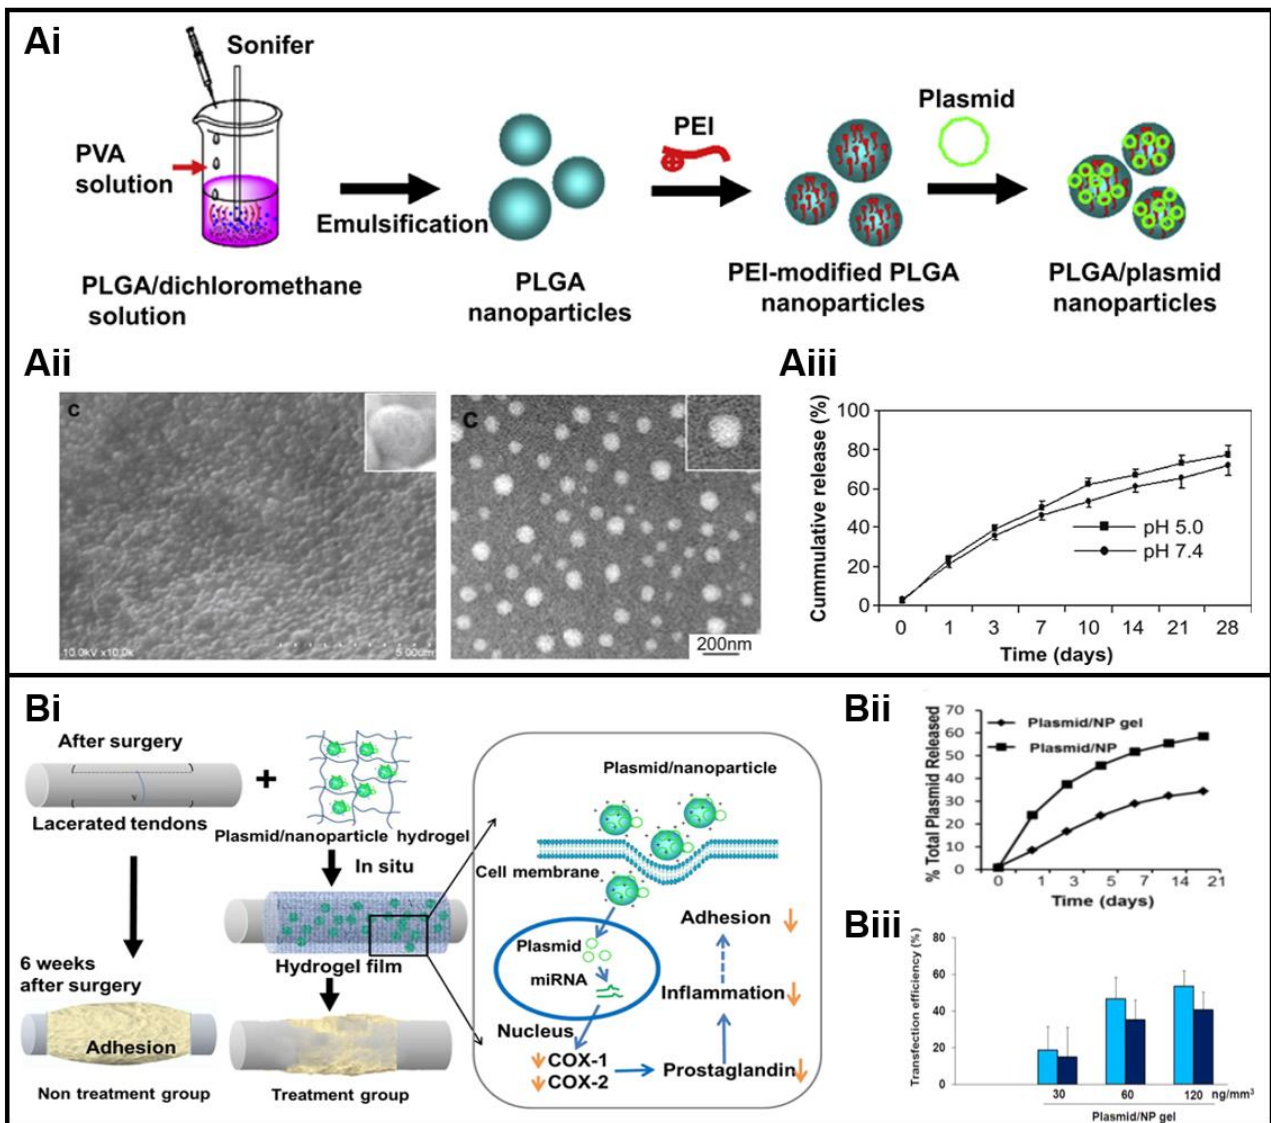 Ai
Sonifer
PVA
solution
PLGA/dichloromethane
solution
Emulsification
PLGA
nanoparticles
PEI
PEI-modified PLGA
nanoparticles
Plasmid
PLGA/plasmid
nanoparticles
Aii
c
10.0kV x10.0k
5.00um
C
200nm
Aiii
Cummulative release (%)
100
80
60
40
20
0
pH 5.0
pH 7.4
0 1 3 7 10 14 21 28
Time (days)
Bi
After surgery
Lacerated tendons
+
Plasmid/nanoparticle hydrogel
In situ
Hydrogel film
6 weeks
after surgery
Adhesion
Non treatment group
Treatment group
Plasmid/nanoparticle
Cell membrane
Plasmid
miRNA
Nucleus
COX-1
COX-2
Prostaglandin
Inflammation
Adhesion
Bii
% Total Plasmid Released
70
60
50
40
30
20
10
0
Plasmid/NP gel
Plasmid/NP
0 1 3 5 7 14 21
Time (days)
Biii
Transfection efficiency (%)
80
60
40
20
0
30 60 120 ng/mm³
Plasmid/NP gel